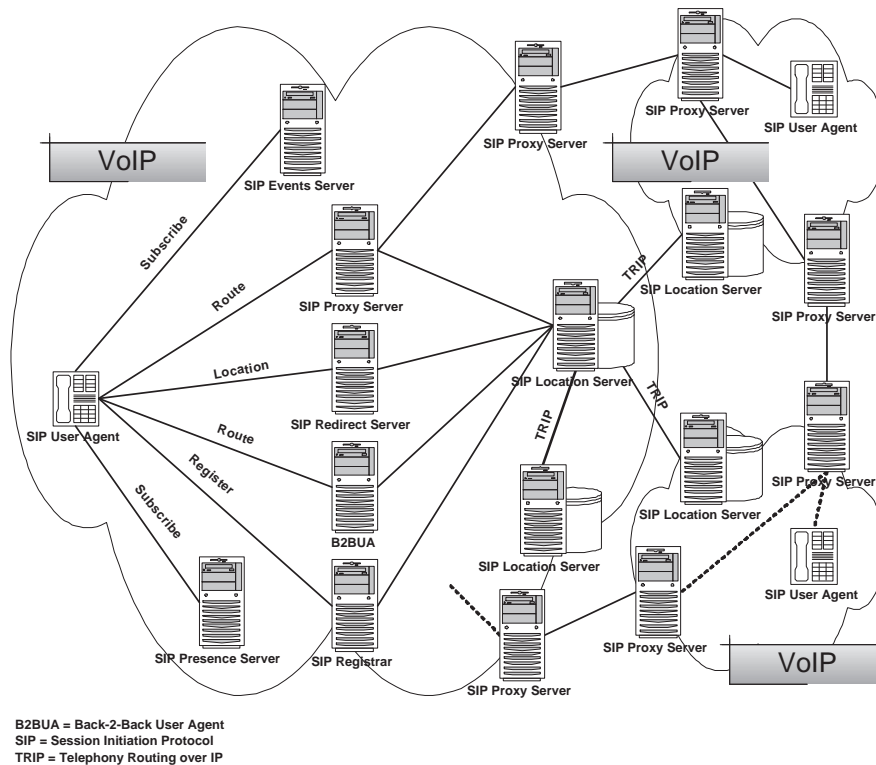 SIP Proxy Server
SIP User Agent
VoIP
SIP Events Server
SIP Proxy Server
VoIP
Subscribe
Route
SIP Proxy Server
TRIP
SIP Location Server
SIP Proxy Server
Location
SIP Redirect Server
SIP Location Server
TRIP
SIP User Agent
Route
Register
TRIP
SIP Proxy Server
SIP Location Server
Subscribe
B2BUA
SIP Location Server
SIP User Agent
SIP Presence Server
SIP Registrar
SIP Proxy Server
SIP Proxy Server
VoIP
B2BUA = Back-2-Back User Agent
SIP = Session Initiation Protocol
TRIP = Telephony Routing over IP